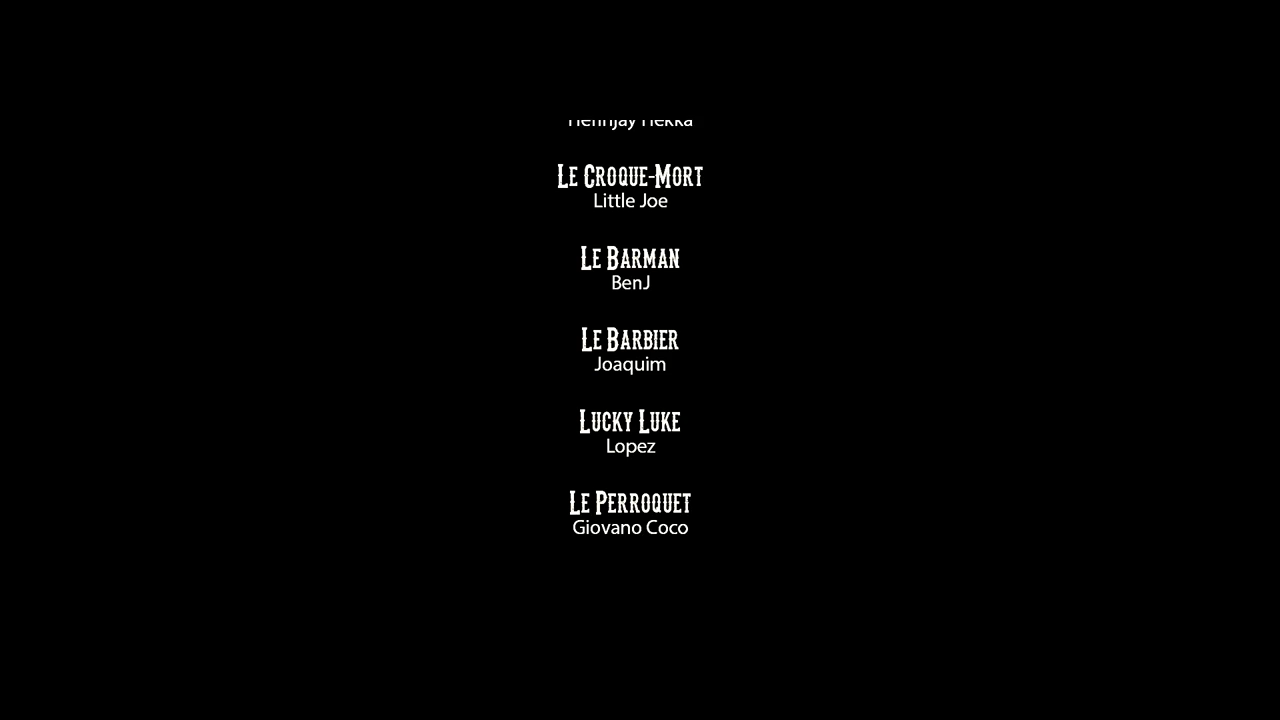 Le Croque-Mort
Little Joe
Le Barman
BenJ
Le Barbier
Joaquim
Lucky Luke
Lopez
Le Perroquet
Giovano Coco